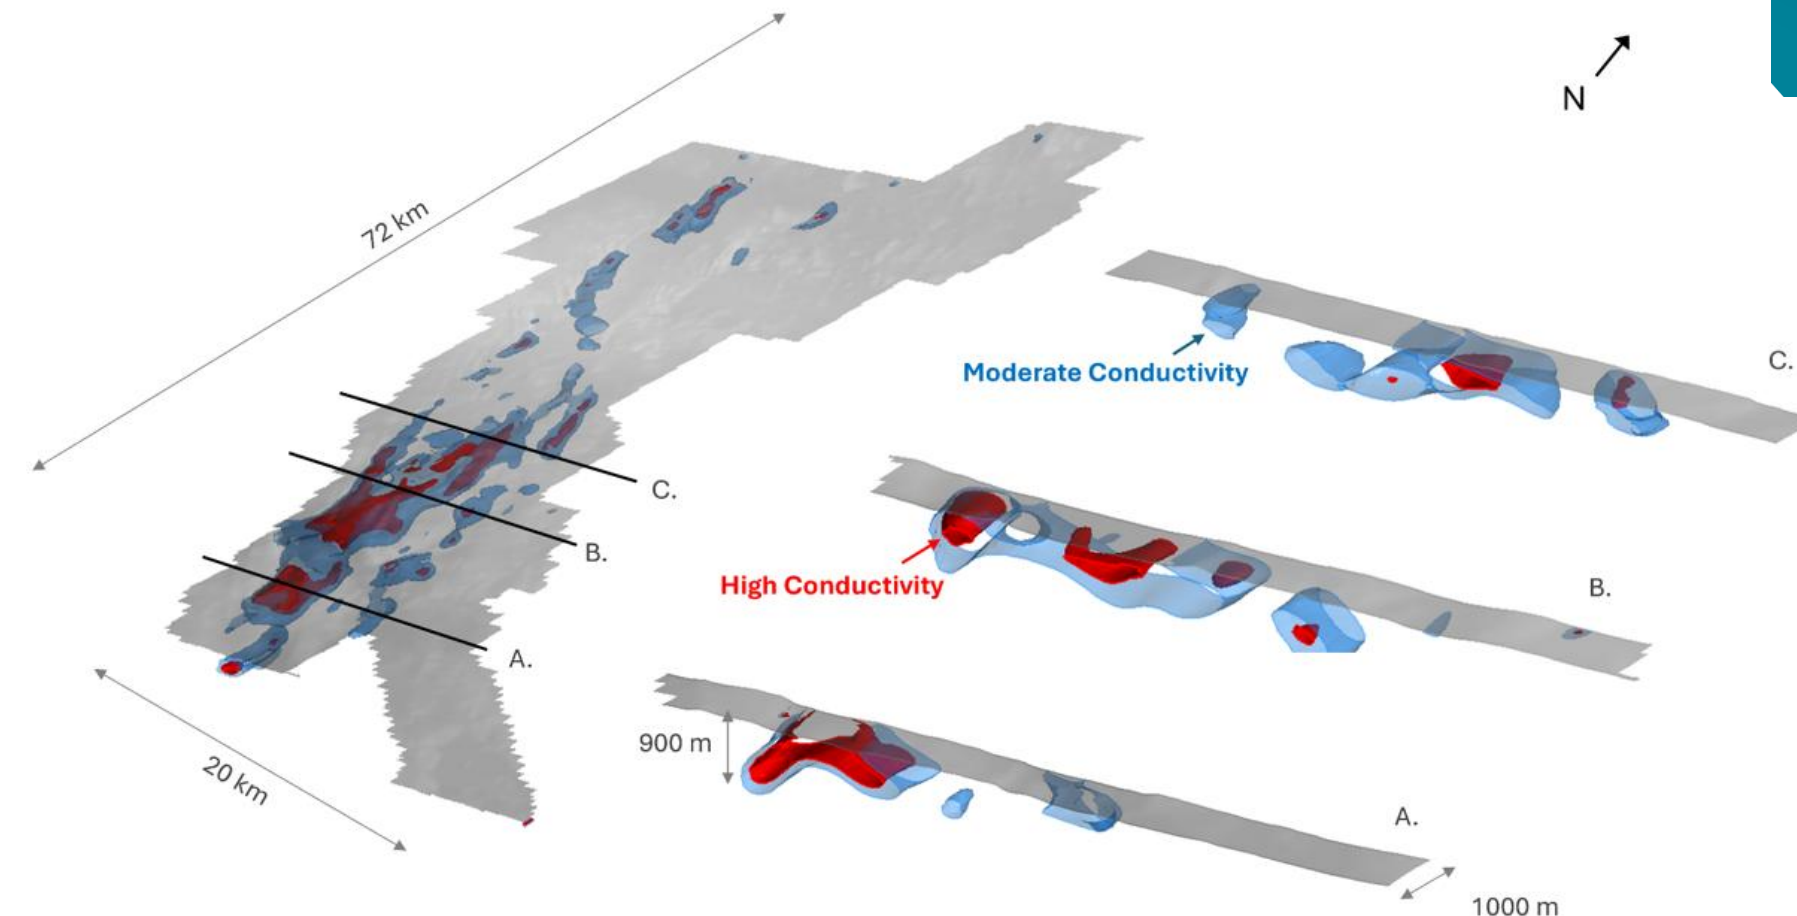 N
72 km
C.
Moderate Conductivity
C.
B.
High Conductivity
B.
A.
900 m
20 km
A.
1000 m